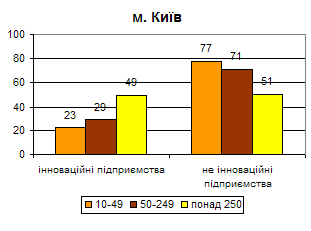 м. Київ
100
80
60
40
20
0
23
29
49
77
71
51
інноваційні підприємства
не інноваційні
підприємства
10-49
50-249
понад 250